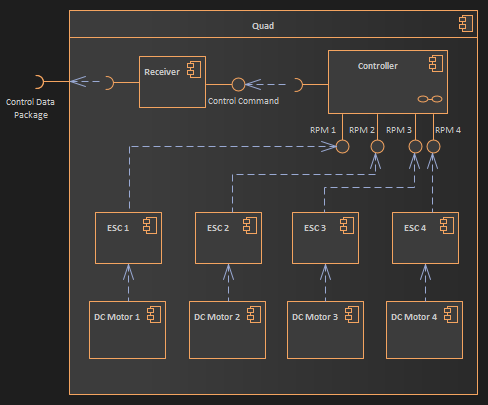 Quad
Receiver
Controller
Control Data
Package
Control Command
RPM 1 RPM 2 RPM 3 RPM 4
ESC 1 ESC 2 ESC 3 ESC 4
DC Motor 1 DC Motor 2 DC Motor 3 DC Motor 4